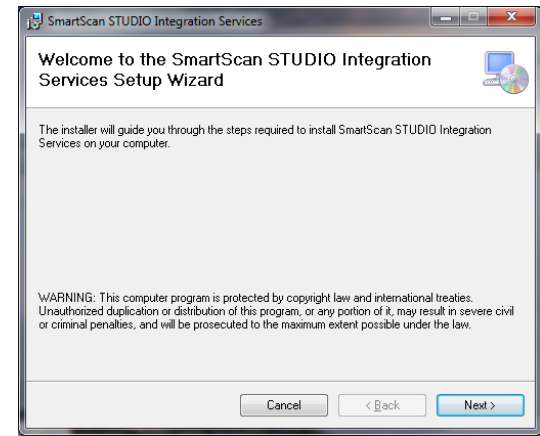 SmartScan STUDIO Integration Services
Welcome to the SmartScan STUDIO Integration
Services Setup Wizard
The installer will guide you through the steps required to install SmartScan STUDIO Integration
Services on your computer.
WARNING: This computer program is protected by copyright law and international treaties.
Unauthorized duplication or distribution of this program, or any portion of it, may result in severe civil
or criminal penalties, and will be prosecuted to the maximum extent possible under the law.
Cancel < Back Next >